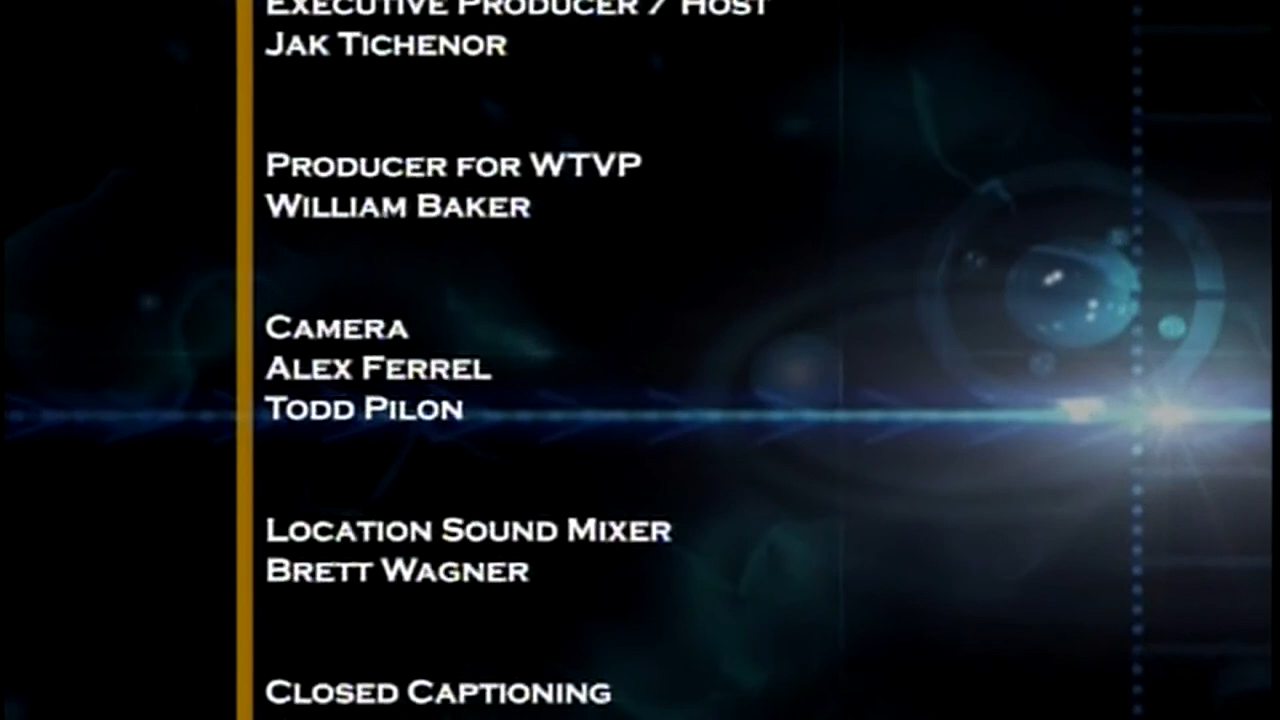 Executive Producer / Host
Jak Tichenor
Producer for WTVP
William Baker
Camera
Alex Ferrel
Todd Pilon
Location Sound Mixer
Brett Wagner
Closed Captioning